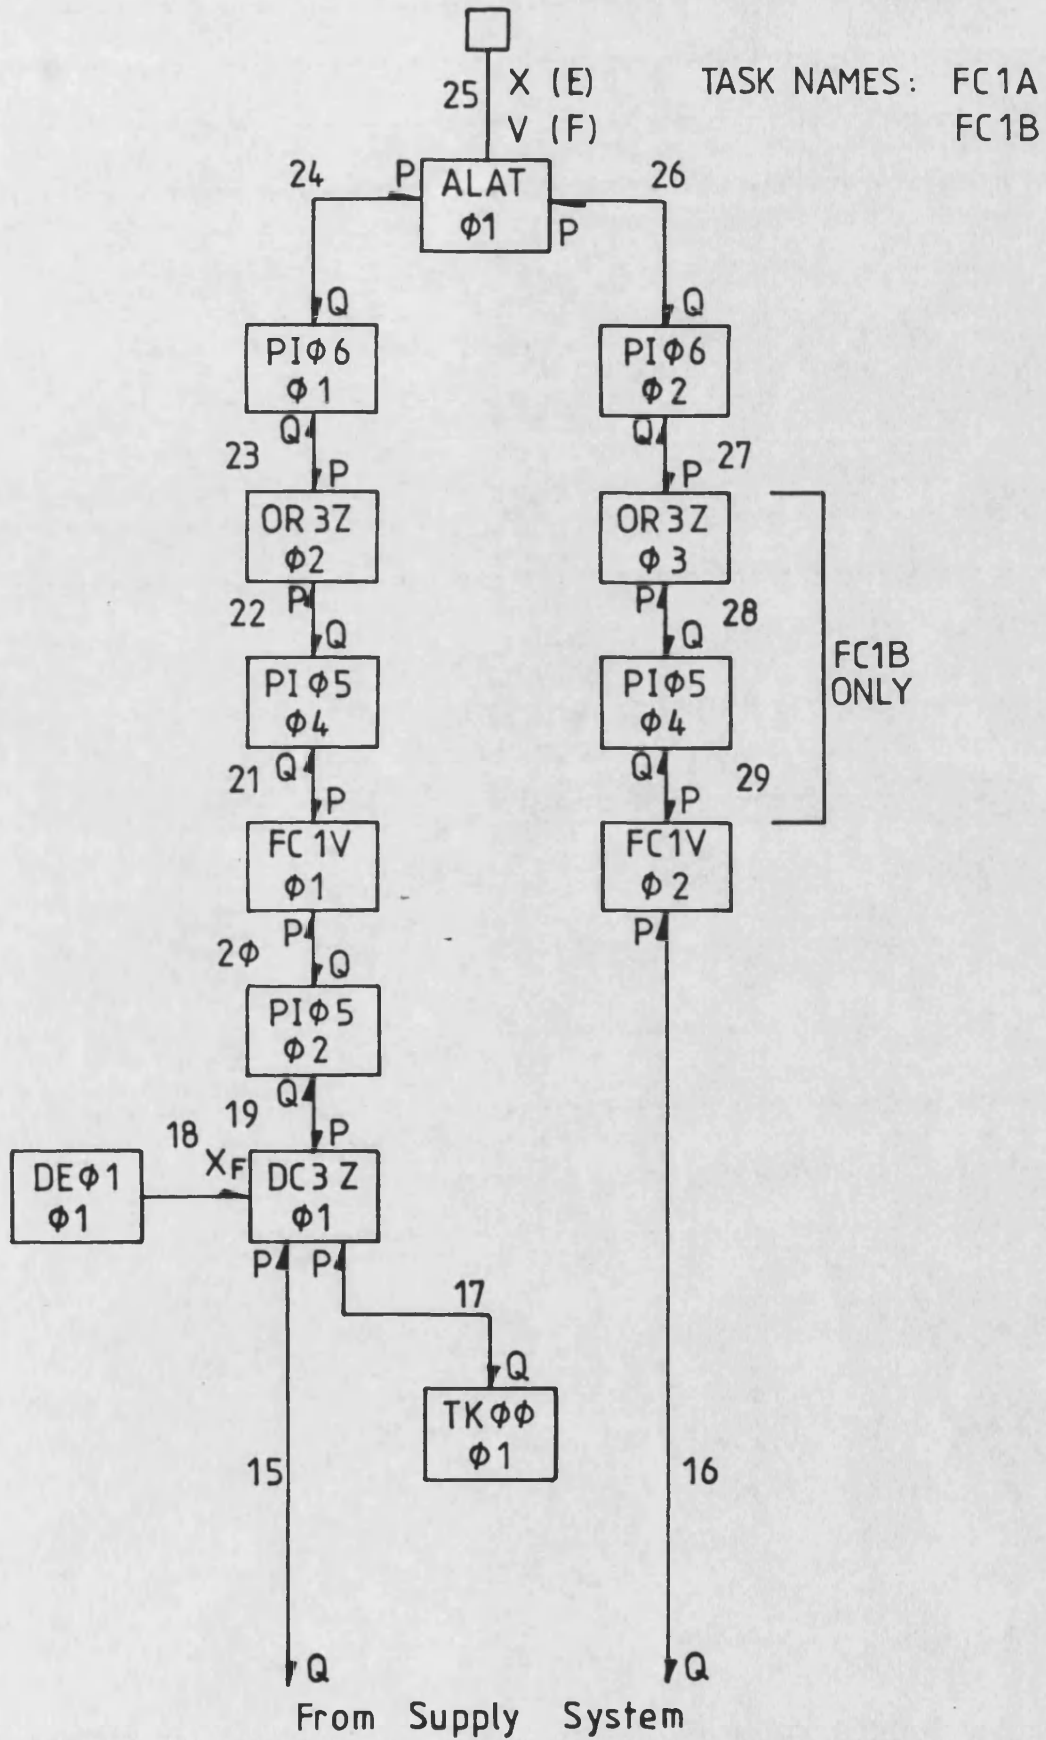 25
X (E)
V (F)
TASK NAMES: FC1A
FC1B
24
P
ALAT
φ1
26
P
Q
Q
PIφ6
φ1
PIφ6
φ2
Q
23
P
Q
27
P
OR3Z
φ2
OR3Z
φ3
P
22
Q
P
28
Q
FC1B
ONLY
PIφ5
φ4
PIφ5
φ4
Q
21
P
Q
29
P
FC1V
φ1
FC1V
φ2
P
2φ
Q
P
PIφ5
φ2
Q
19
P
18
XF
DEφ1
φ1
DC3Z
φ1
P
P
17
Q
TKφφ
φ1
15
16
Q
Q
From Supply System